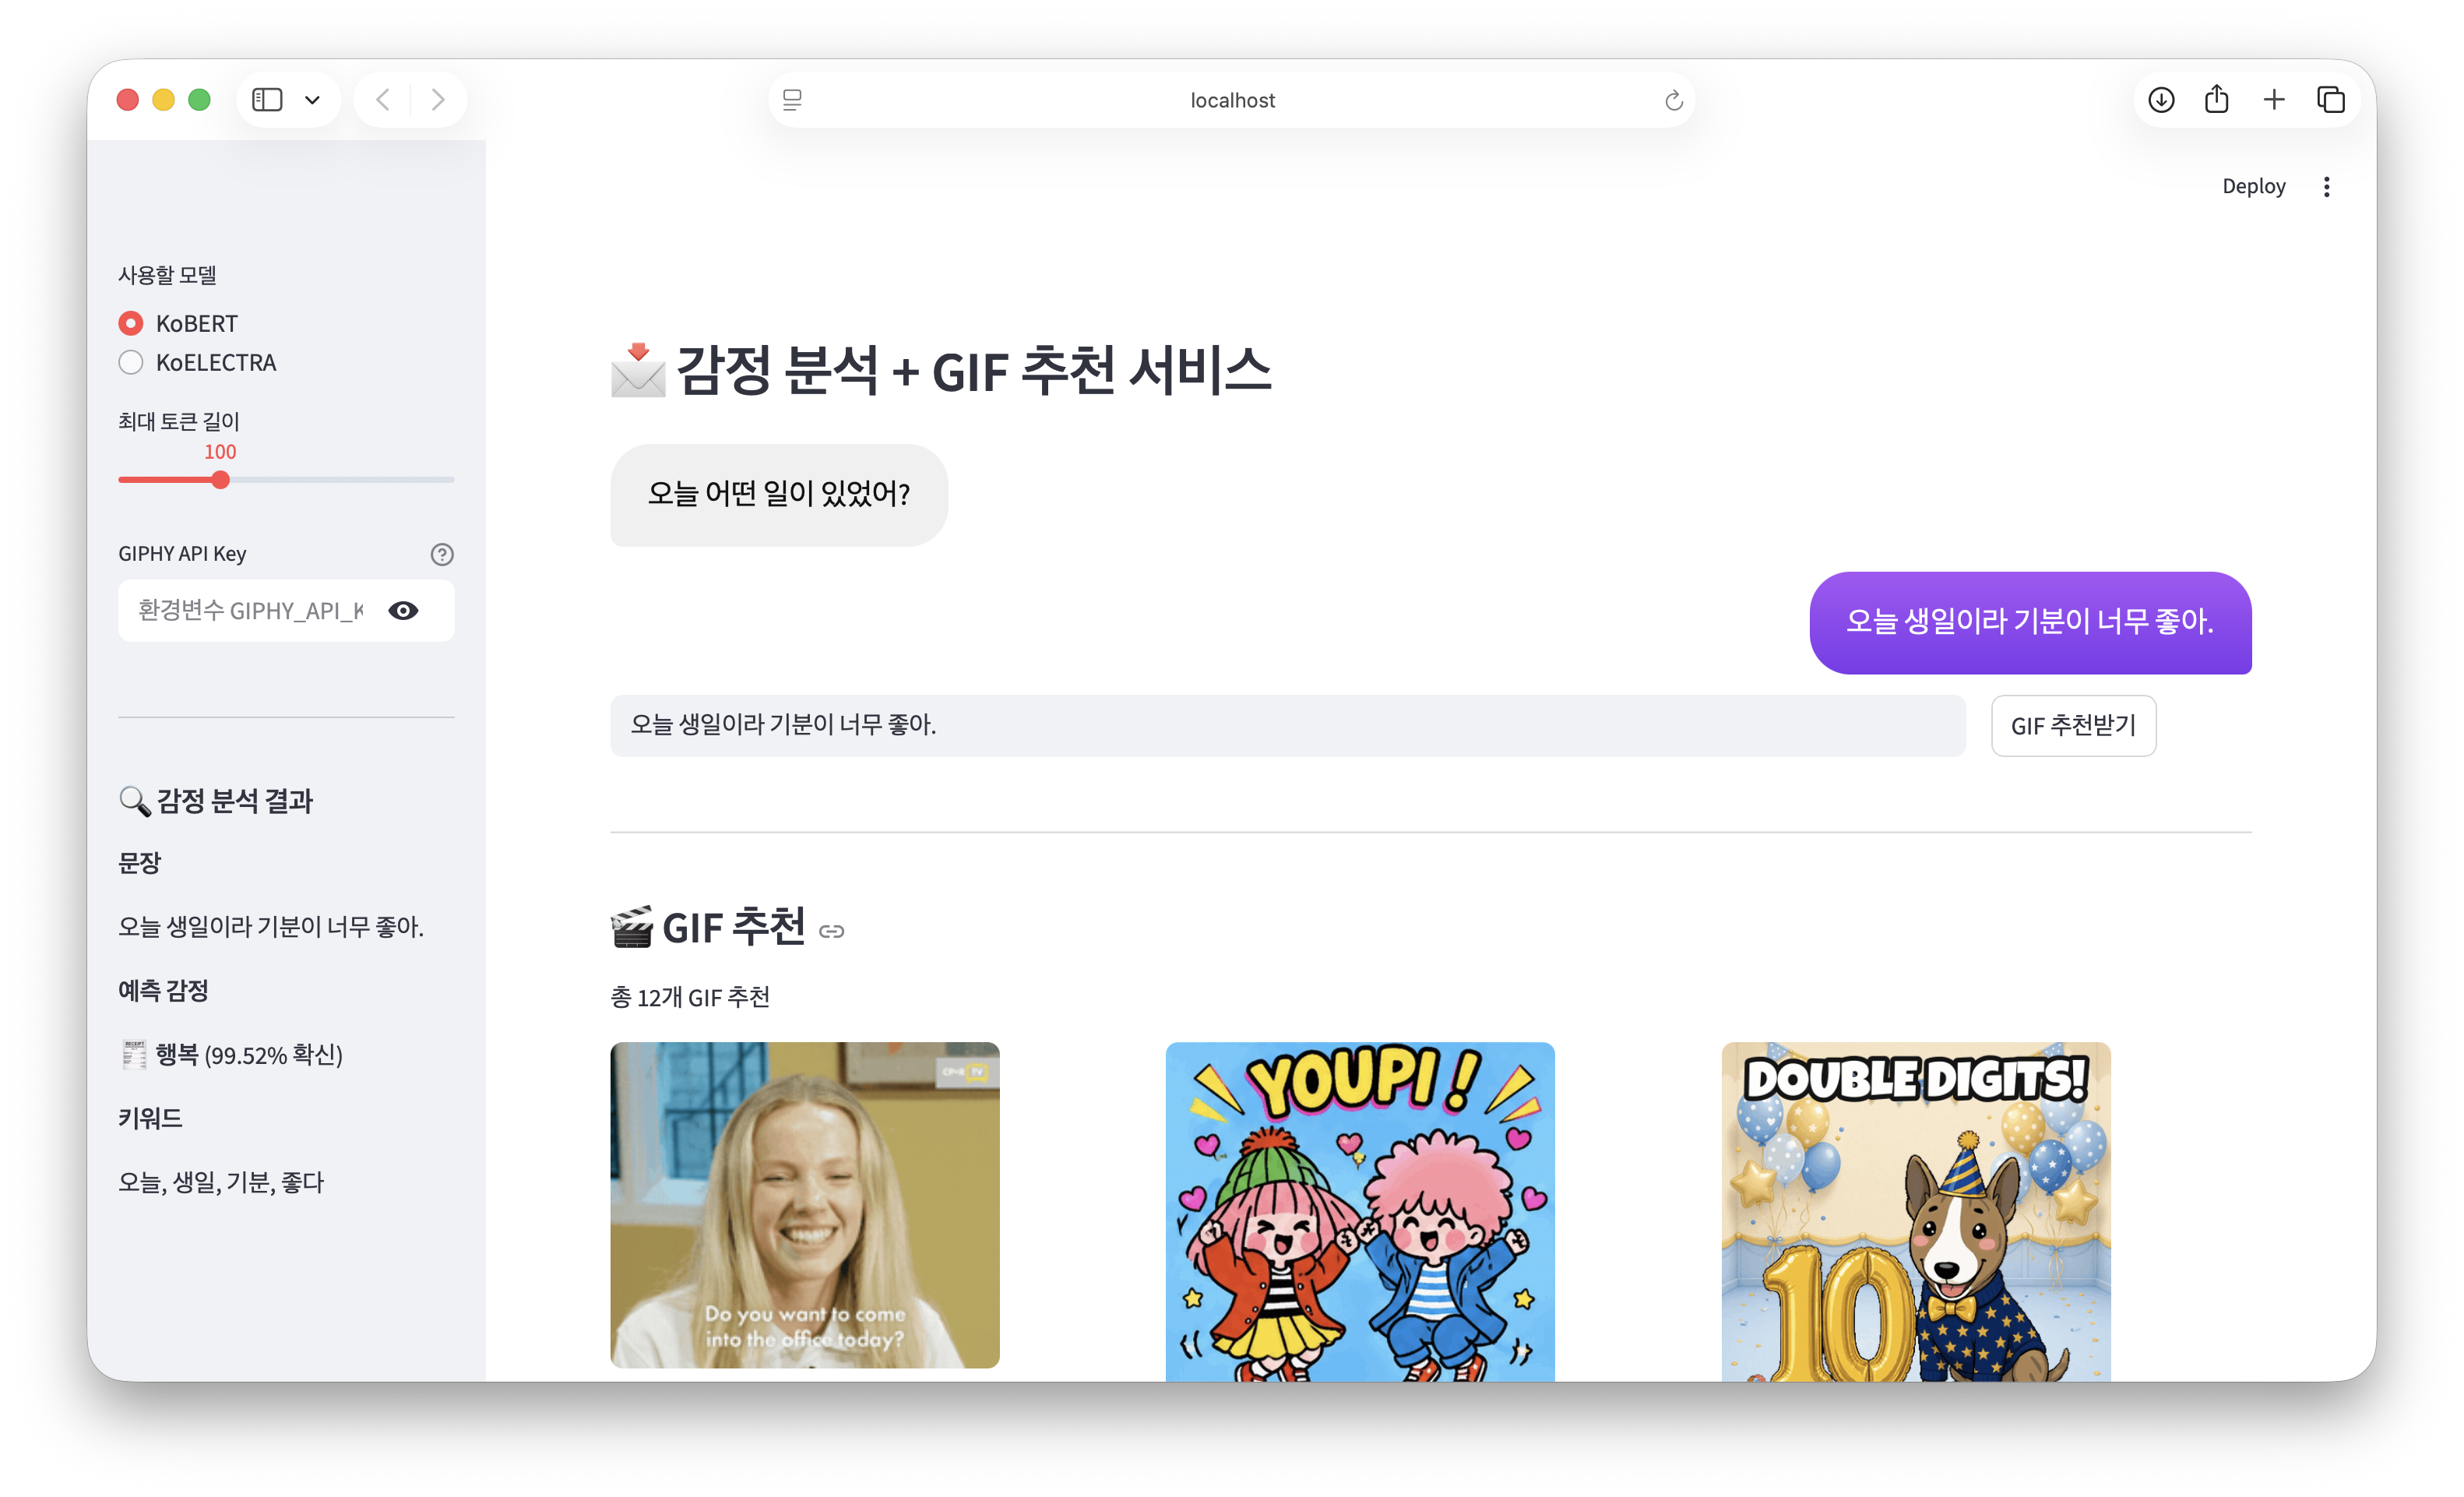 localhost
Deploy
사용할 모델
KoBERT
KoELECTRA
최대 토큰 길이
100
GIPHY API Key
환경변수 GIPHY_API_K
🔍 감정 분석 결과
문장
오늘 생일이라 기분이 너무 좋아.
예측 감정
행복 (99.52% 확신)
키워드
오늘, 생일, 기분, 좋다
감정 분석 + GIF 추천 서비스
오늘 어떤 일이 있었어?
오늘 생일이라 기분이 너무 좋아.
오늘 생일이라 기분이 너무 좋아.
GIF 추천받기
GIF 추천
총 12개 GIF 추천
Do you want to come
into the office today?
YOUPI !
DOUBLE DIGITS!
10